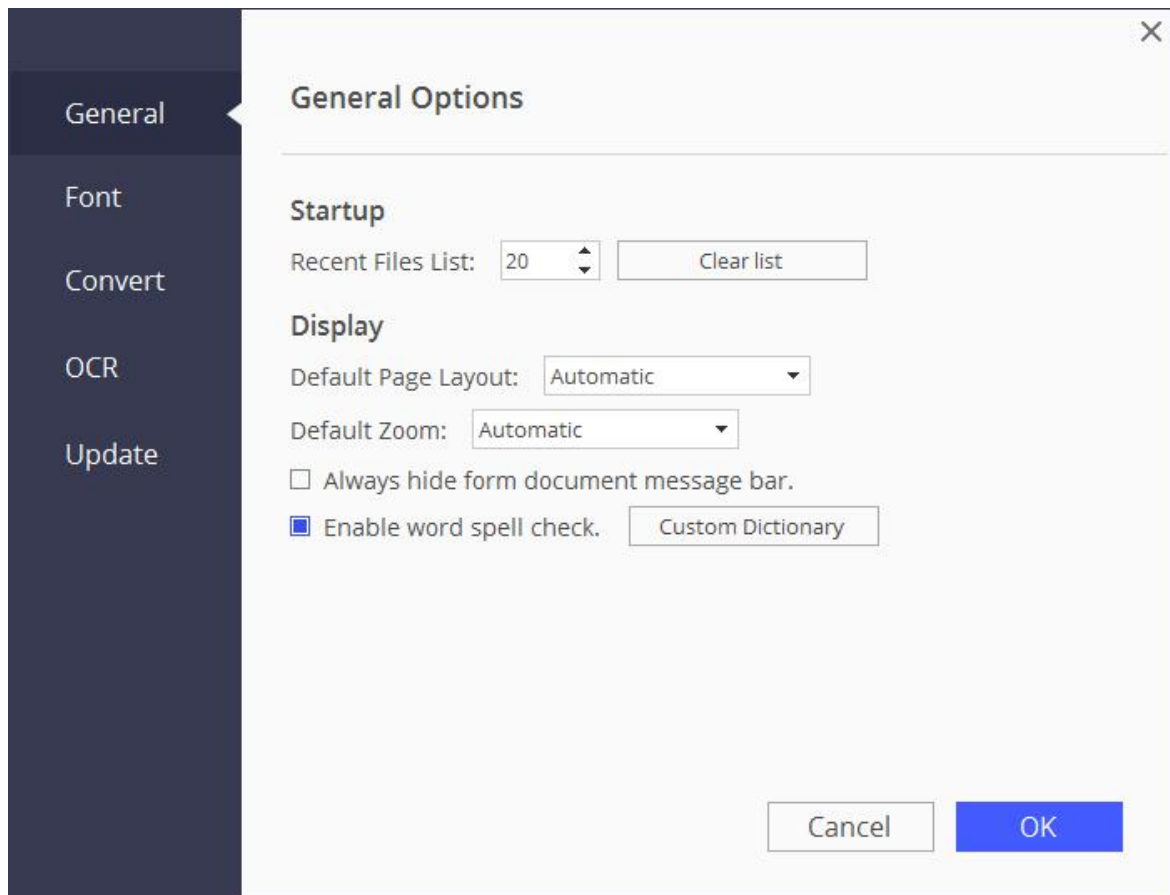 General
Font
Convert
OCR
Update
General Options
Startup
Recent Files List: 20 Clear list
Display
Default Page Layout: Automatic
Default Zoom: Automatic
Always hide form document message bar.
Enable word spell check. Custom Dictionary
Cancel OK